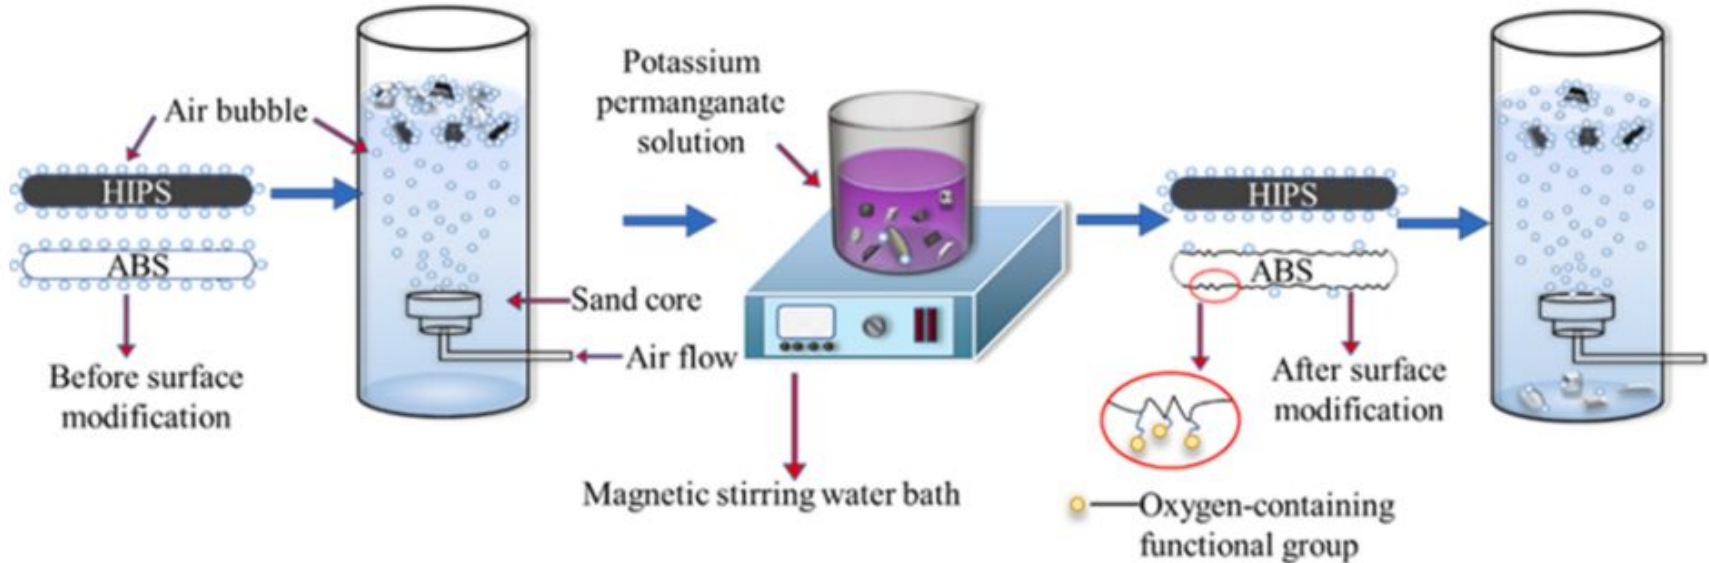 Air bubble
HIPS
ABS
Before surface
modification
Sand core
Air flow
Potassium
permanganate
solution
Magnetic stirring water bath
HIPS
ABS
After surface
modification
Oxygen-containing
functional group